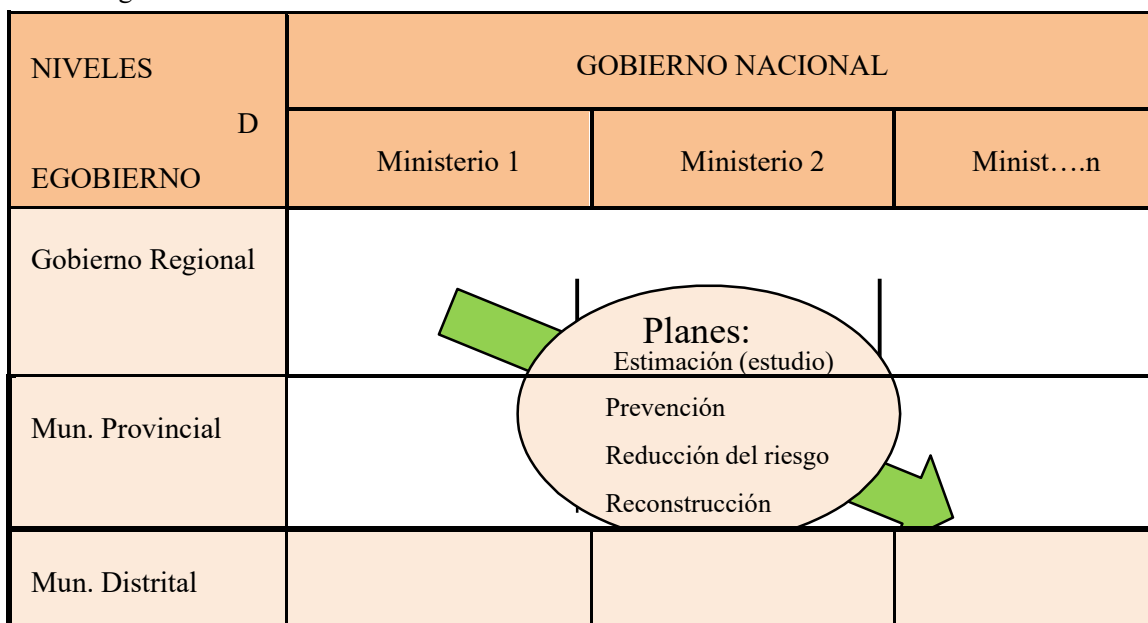 NIVELES
D
EGOBIERNO
GOBIERNO NACIONAL
Ministerio 1
Ministerio 2
Minist….n
Gobierno Regional
Planes:
Estimación (estudio)
Mun. Provincial
Prevención
Reducción del riesgo
Reconstrucción
Mun. Distrital